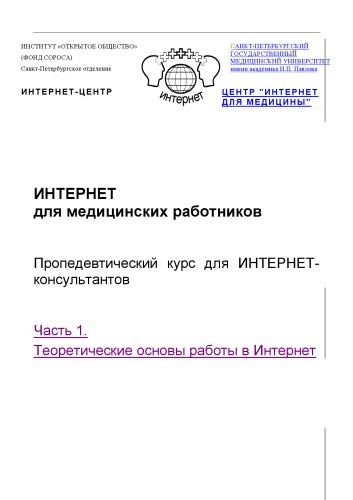 ИНСТИТУТ «ОТКРЫТОЕ ОБЩЕСТВО»
(ФОНД СОРОСА)
Санкт-Петербургское отделение
ИНТЕРНЕТ-ЦЕНТР
интернет
САНКТ-ПЕТЕРБУРГСКИЙ
ГОСУДАРСТВЕННЫЙ
МЕДИЦИНСКИЙ УНИВЕРСИТЕТ
имени академика И.П. Павлова
ЦЕНТР "ИНТЕРНЕТ
ДЛЯ МЕДИЦИНЫ"
ИНТЕРНЕТ
для медицинских работников
Пропедевтический курс для ИНТЕРНЕТ-
консультантов
Часть 1.
Теоретические основы работы в Интернет